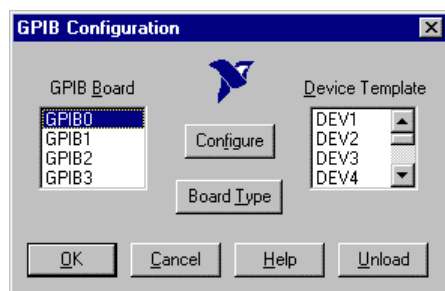 GPIB Configuration
GPIB Board
Device Template
GPIB0
GPIB1
GPIB2
GPIB3
DEV1
DEV2
DEV3
DEV4
Configure
Board Type
OK
Cancel
Help
Unload